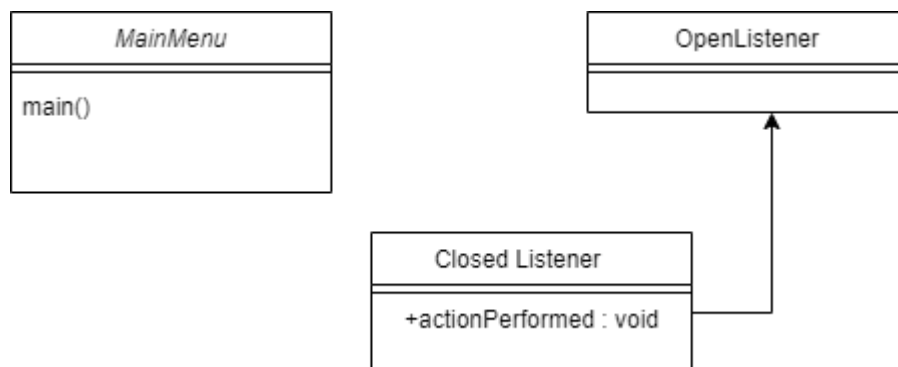 MainMenu
main()
OpenListener
Closed Listener
+actionPerformed : void